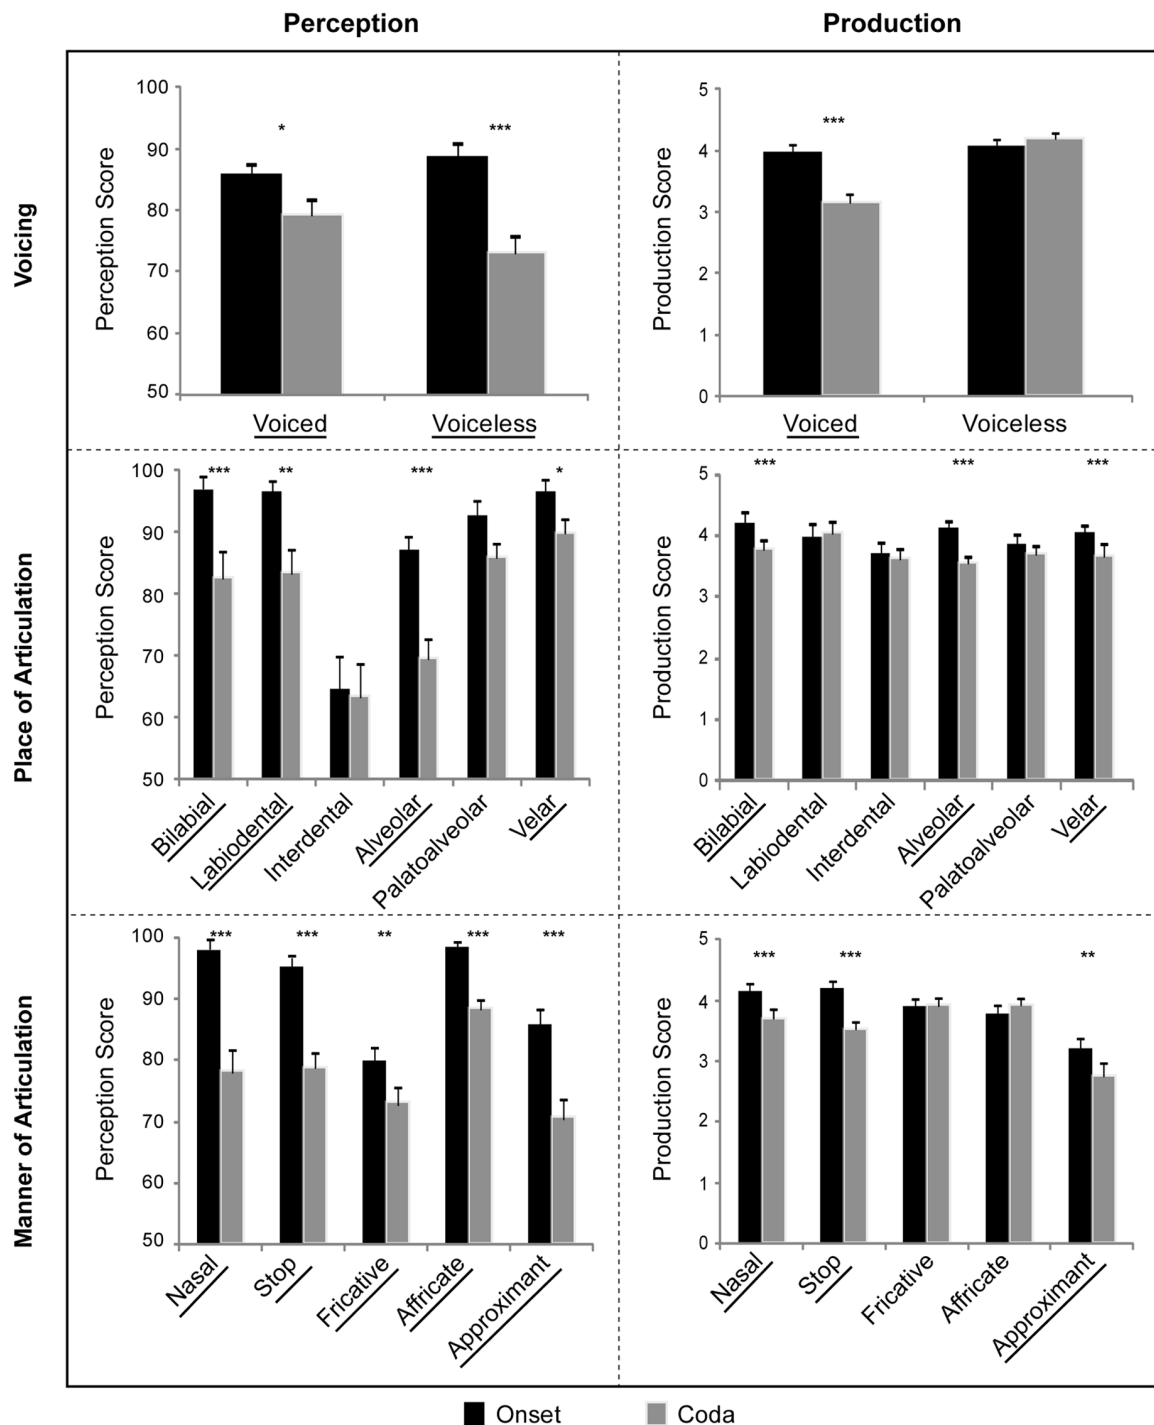 Perception
Production
Voicing
Perception Score
100
90
80
70
60
50
*
***
Voiced
Voiceless
Production Score
5
4
3
2
1
0
***
Voiced
Voiceless
Place of Articulation
Perception Score
100
90
80
70
60
50
***
**
***
*
Bilabial
Labiodental
Interdental
Alveolar
Palatoalveolar
Velar
Production Score
5
4
3
2
1
0
***
***
***
Bilabial
Labiodental
Interdental
Alveolar
Palatoalveolar
Velar
Manner of Articulation
Perception Score
100
90
80
70
60
50
***
***
**
***
***
Nasal
Stop
Fricative
Affricate
Approximant
Production Score
5
4
3
2
1
0
***
***
**
Nasal
Stop
Fricative
Affricate
Approximant
Onset
Coda